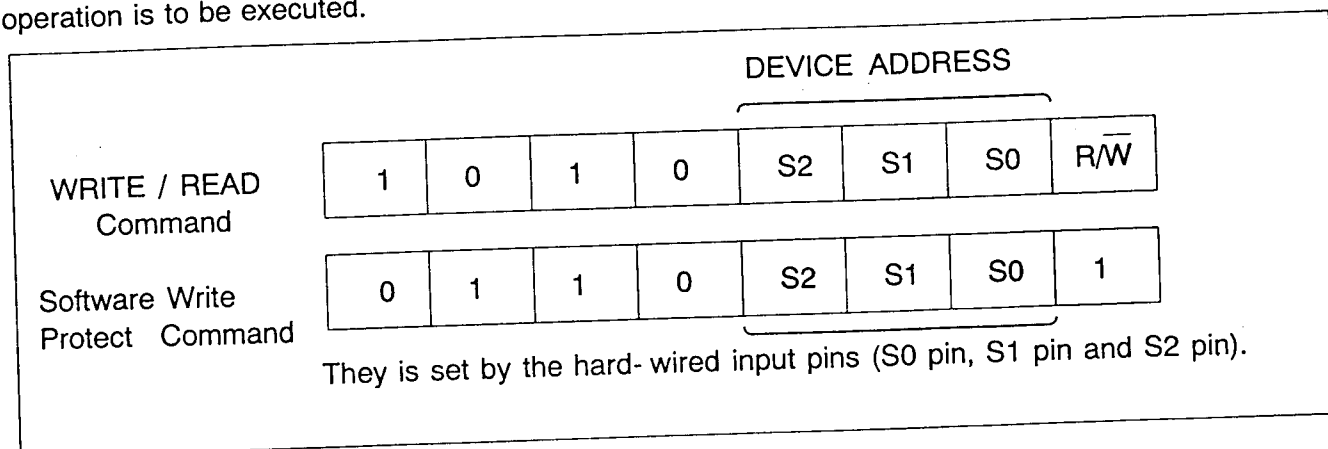 operation is to be executed.
DEVICE ADDRESS
WRITE / READ
Command
1 0 1 0 S2 S1 S0 R/W̅
Software Write
Protect Command
0 1 1 0 S2 S1 S0 1
They is set by the hard- wired input pins (S0 pin, S1 pin and S2 pin).